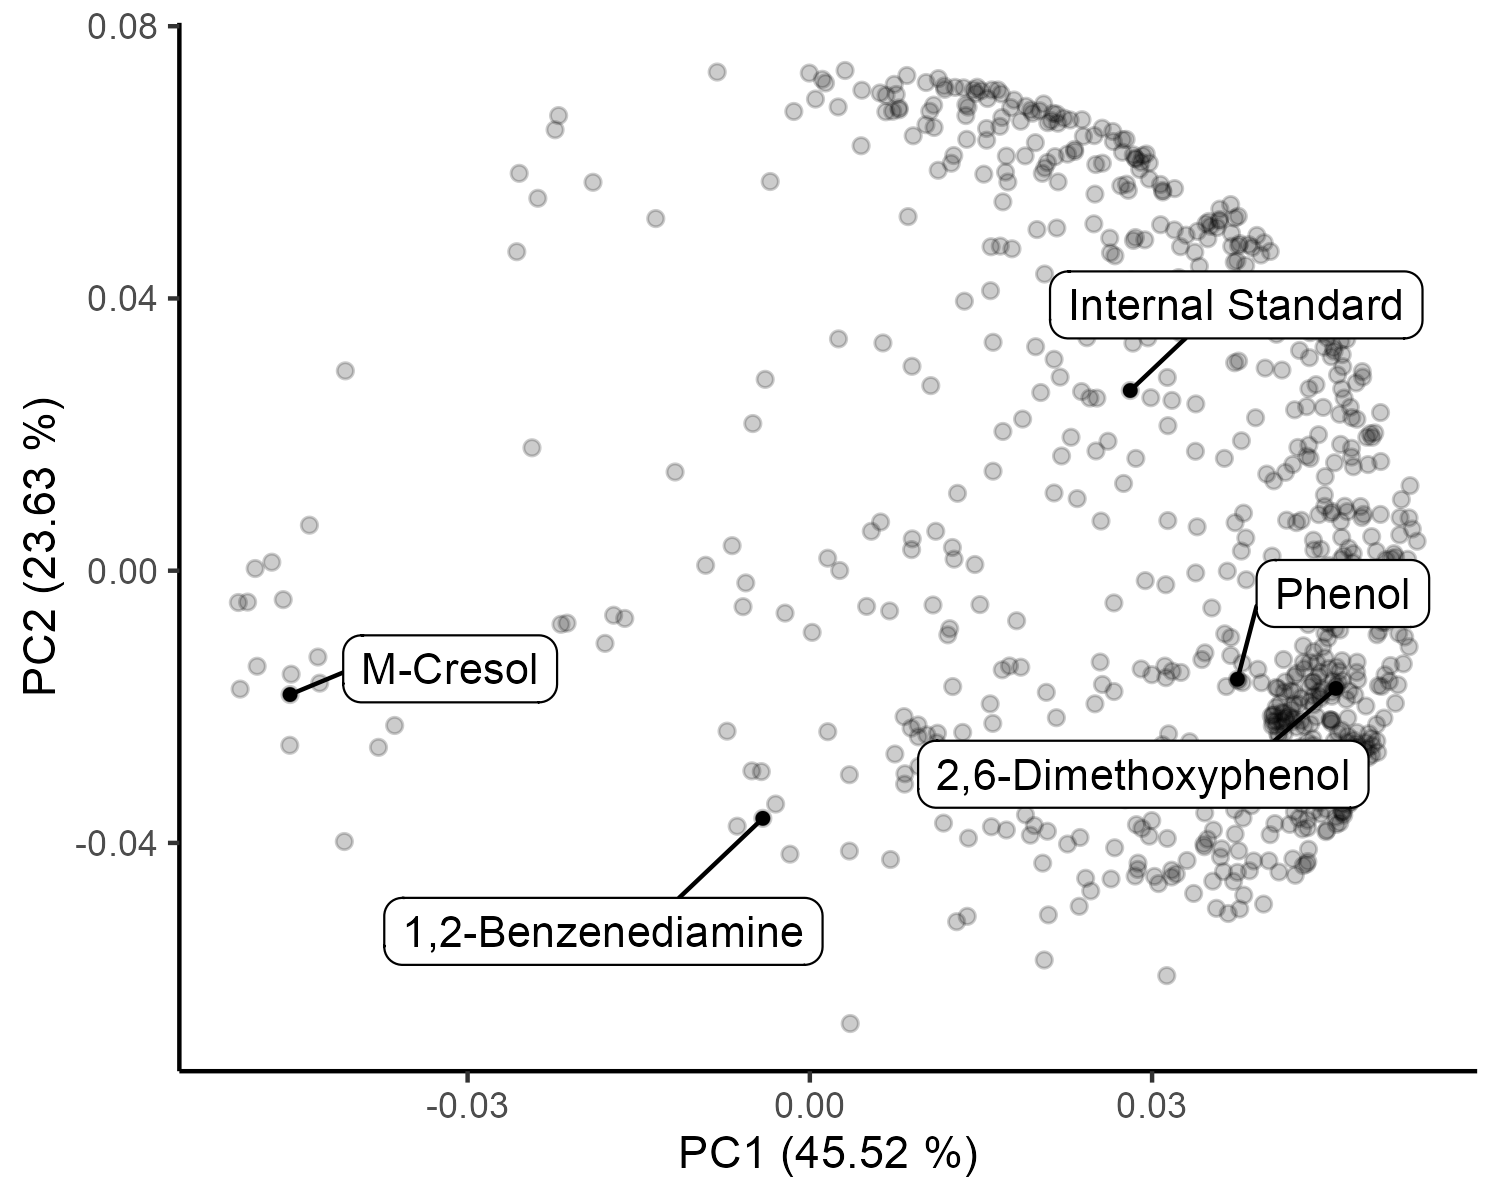 0.08
0.04
Internal Standard
PC2 (23.63 %)
0.00
Phenol
M-Cresol
2,6-Dimethoxyphenol
-0.04
1,2-Benzenediamine
-0.03
0.00
0.03
PC1 (45.52 %)